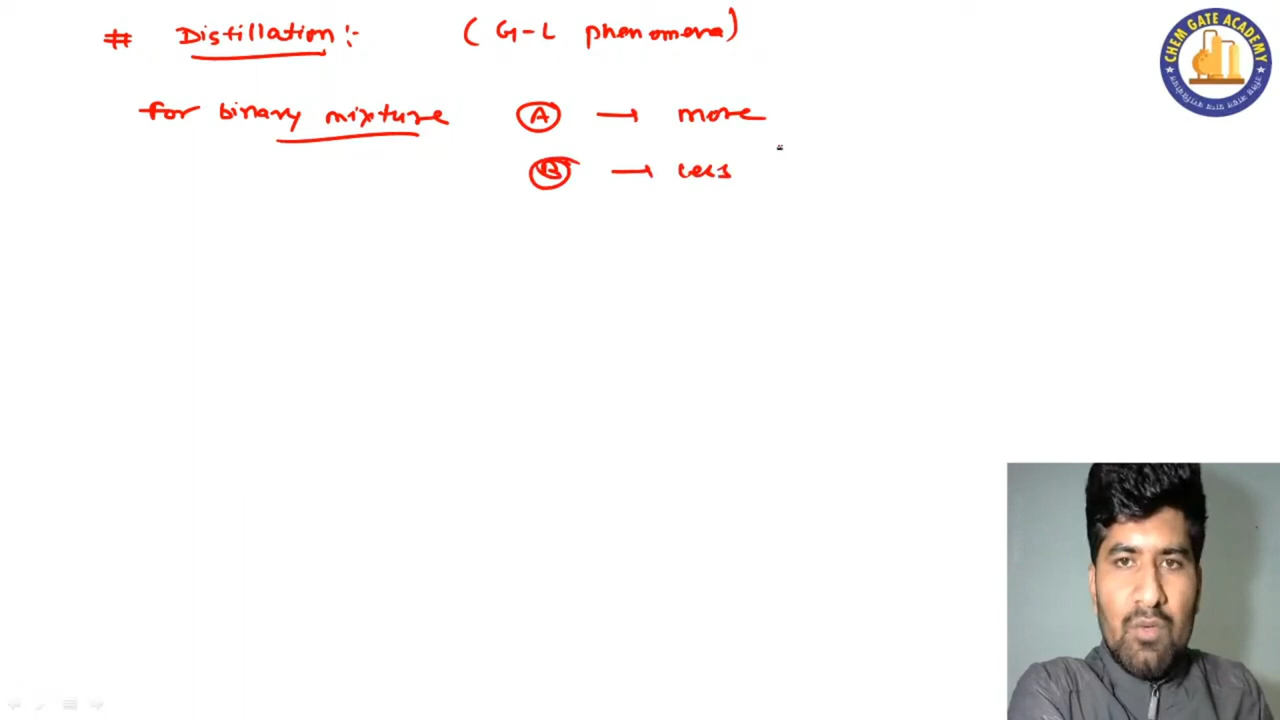 # Distillation :- (G-L phenomena)
for binary mixture A → more
B → less
CHEM GATE ACADEMY